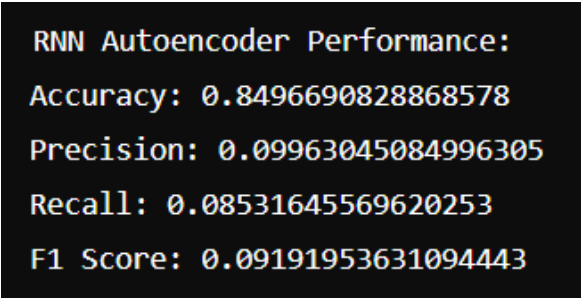 RNN Autoencoder Performance:
Accuracy: 0.8496690828868578
Precision: 0.09963045084996305
Recall: 0.08531645569620253
F1 Score: 0.09191953631094443